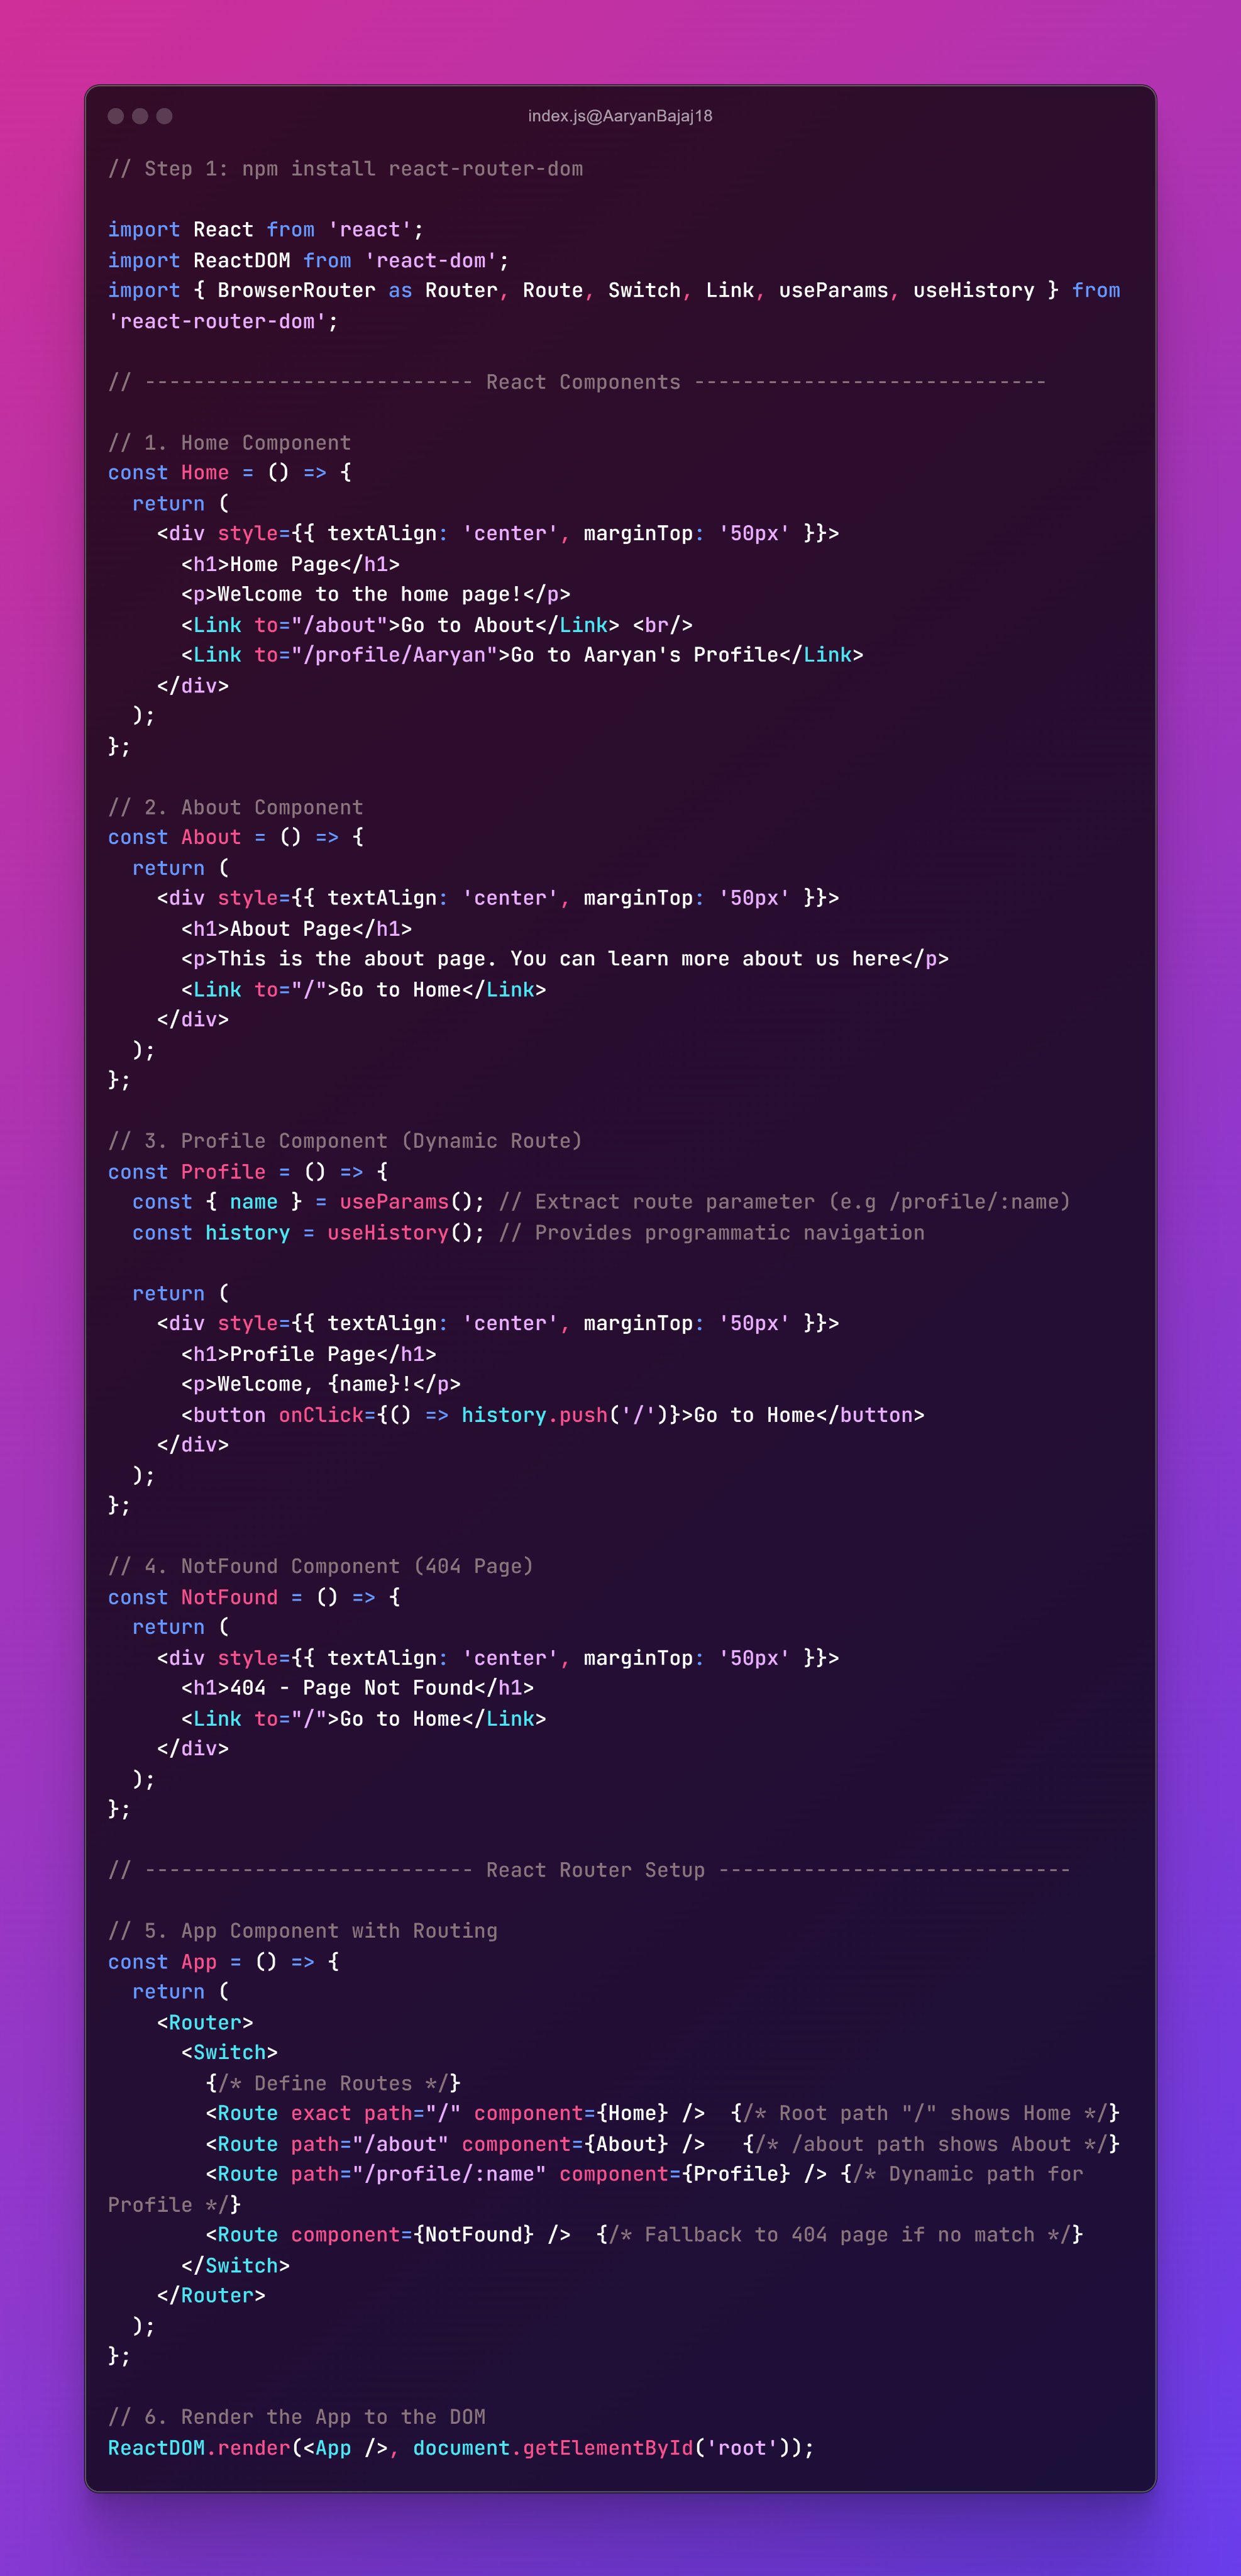 index.js@AaryanBajaj18
// Step 1: npm install react-router-dom
import React from 'react';
import ReactDOM from 'react-dom';
import { BrowserRouter as Router, Route, Switch, Link, useParams, useHistory } from
'react-router-dom';
// --------------------------- React Components -----------------------------
// 1. Home Component
const Home = () => {
  return (
    <div style={{ textAlign: 'center', marginTop: '50px' }}>
      <h1>Home Page</h1>
      <p>Welcome to the home page!</p>
      <Link to="/about">Go to About</Link> <br/>
      <Link to="/profile/Aaryan">Go to Aaryan's Profile</Link>
    </div>
  );
};
// 2. About Component
const About = () => {
  return (
    <div style={{ textAlign: 'center', marginTop: '50px' }}>
      <h1>About Page</h1>
      <p>This is the about page. You can learn more about us here</p>
      <Link to="/">Go to Home</Link>
    </div>
  );
};
// 3. Profile Component (Dynamic Route)
const Profile = () => {
  const { name } = useParams(); // Extract route parameter (e.g /profile/:name)
  const history = useHistory(); // Provides programmatic navigation
  return (
    <div style={{ textAlign: 'center', marginTop: '50px' }}>
      <h1>Profile Page</h1>
      <p>Welcome, {name}!</p>
      <button onClick={() => history.push('/')}>Go to Home</button>
    </div>
  );
};
// 4. NotFound Component (404 Page)
const NotFound = () => {
  return (
    <div style={{ textAlign: 'center', marginTop: '50px' }}>
      <h1>404 - Page Not Found</h1>
      <Link to="/">Go to Home</Link>
    </div>
  );
};
// --------------------------- React Router Setup -----------------------------
// 5. App Component with Routing
const App = () => {
  return (
    <Router>
      <Switch>
        {/* Define Routes */}
        <Route exact path="/" component={Home} />  {/* Root path "/" shows Home */}
        <Route path="/about" component={About} />   {/* /about path shows About */}
        <Route path="/profile/:name" component={Profile} /> {/* Dynamic path for
Profile */}
        <Route component={NotFound} />  {/* Fallback to 404 page if no match */}
      </Switch>
    </Router>
  );
};
// 6. Render the App to the DOM
ReactDOM.render(<App />, document.getElementById('root'));